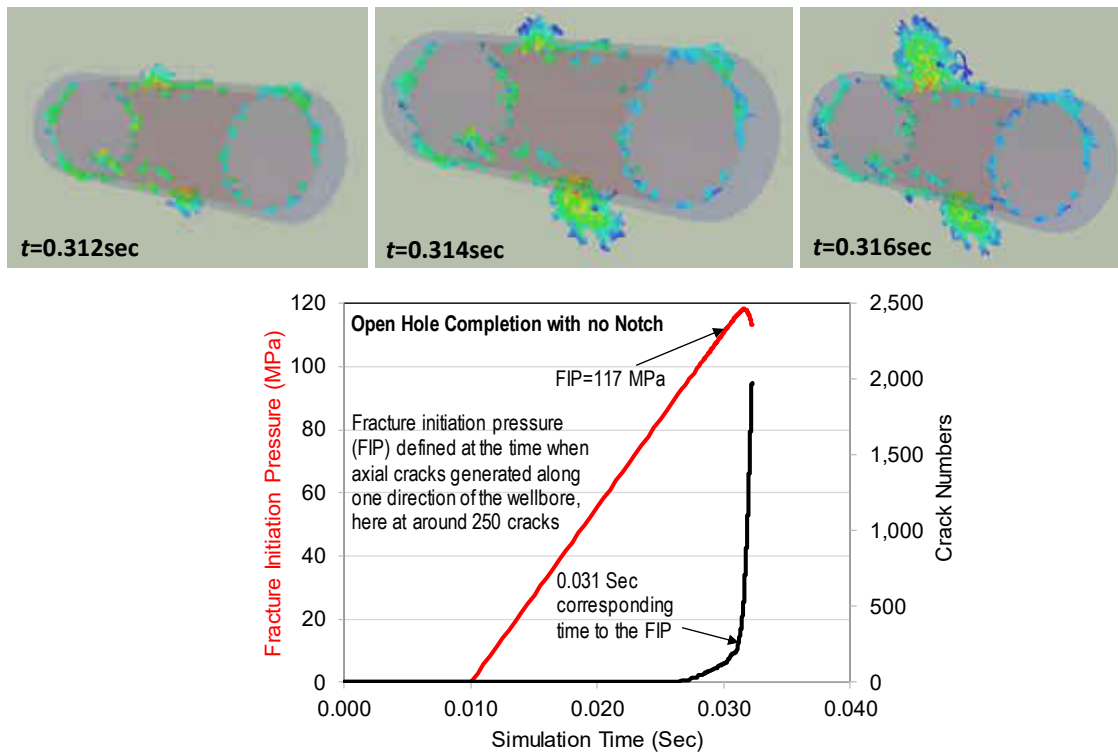 t=0.312sec
t=0.314sec
t=0.316sec
Open Hole Completion with no Notch
FIP=117 MPa
Fracture initiation pressure
(FIP) defined at the time when
axial cracks generated along
one direction of the wellbore,
here at around 250 cracks
0.031 Sec
corresponding
time to the FIP
Fracture Initiation Pressure (MPa)
120
100
80
60
40
20
0
2,500
2,000
1,500
1,000
500
0
Crack Numbers
0.000
0.010
0.020
0.030
0.040
Simulation Time (Sec)